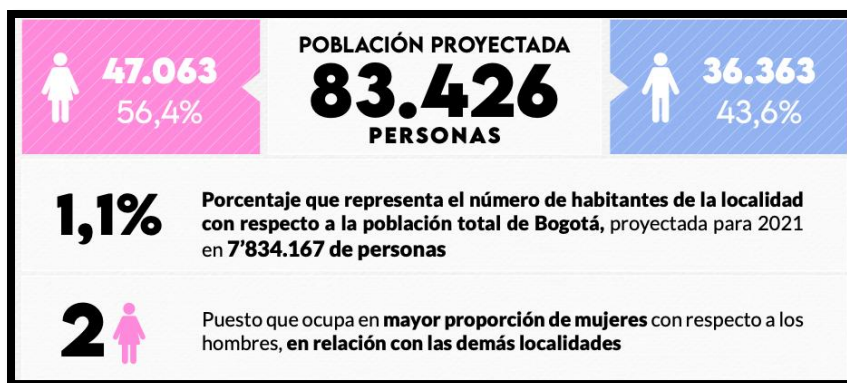 47.063
56,4%
POBLACIÓN PROYECTADA
83.426
PERSONAS
36.363
43,6%
1,1%
Porcentaje que representa el número de habitantes de la localidad
con respecto a la población total de Bogotá, proyectada para 2021
en 7’834.167 de personas
2
Puesto que ocupa en mayor proporción de mujeres con respecto a los
hombres, en relación con las demás localidades